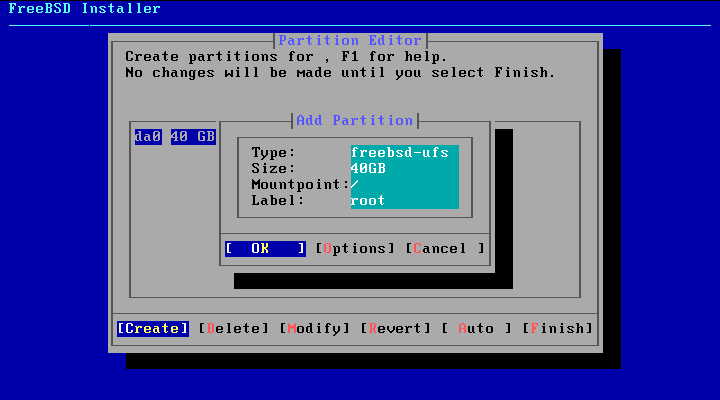 FreeBSD Installer
Partition Editor
Create partitions for , F1 for help.
No changes will be made until you select Finish.
Add Partition
da0 40 GB
Type: freebsd-ufs
Size: 40GB
Mountpoint:/
Label: root
[ OK ] [Options] [Cancel ]
[Create] [Delete] [Modify] [Revert] [ Auto ] [Finish]